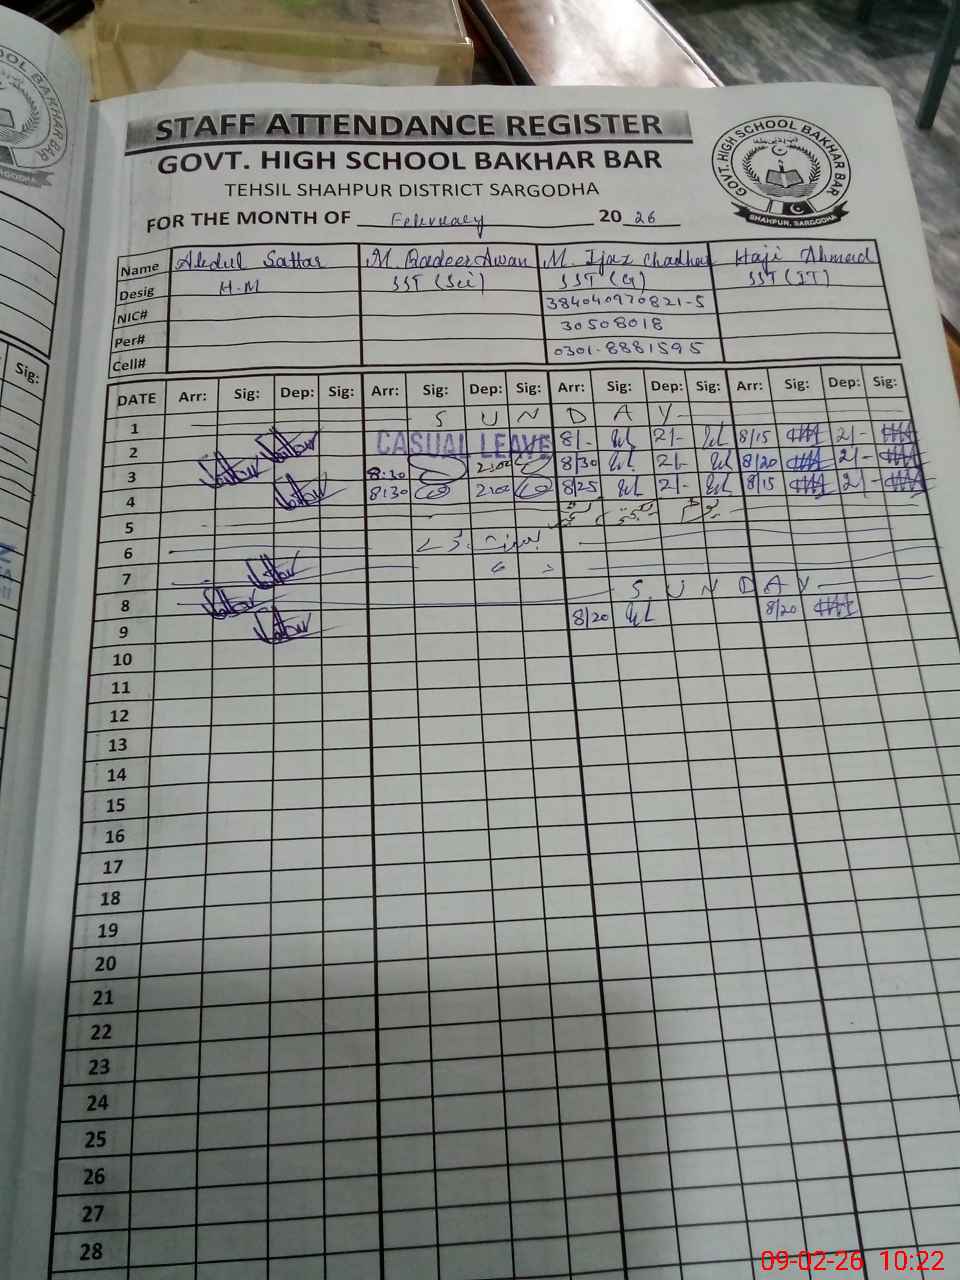 STAFF ATTENDANCE REGISTER
GOVT. HIGH SCHOOL BAKHAR BAR
TEHSIL SHAHPUR DISTRICT SARGODHA
FOR THE MONTH OF February 20 26
GOVT. HIGH SCHOOL BAKHAR BAR
SHAHPUR, SARGODHA
Name Abdul Sattar M. Qadeer Awan M. Ijaz Chadhar Haji Ahmad
Desig H.M SST (Sci) SST (G) SST (IT)
NIC# 384040970821-5
Per# 30508018
Cell# 0301-8881595
Sig:
DATE Arr: Sig: Dep: Sig: Arr: Sig: Dep: Sig: Arr: Sig: Dep: Sig: Arr: Sig: Dep: Sig:
1 S U N D A Y
2 CASUAL LEAVE 8/- 2/- 8/15 2/-
3 8:30 2:00 8/30 2/- 8/20 2/-
4 8:30 2:00 8/25 2/- 8/15 2/-
5
6
7
8 S U N D A Y
9 8/20 8/20
10
11
12
13
14
15
16
17
18
19
20
21
22
23
24
25
26
27
28
09-02-26 10:22